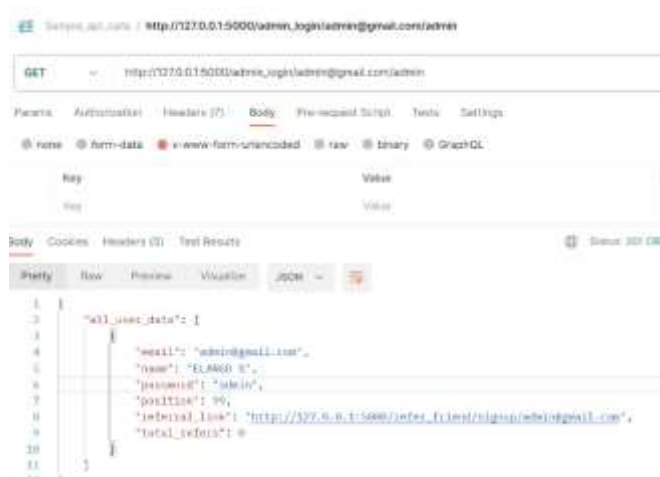 http://127.0.0.1:5000/admin_login/admin@gmail.com/admin
GET http://127.0.0.1:5000/admin_login/admin@gmail.com/admin
Params Authorization Headers (7) Body Pre-request Script Tests Settings
none form-data x-www-form-urlencoded raw binary GraphQL
Key Value
Key Value
Body Cookies Headers (5) Test Results Status: 201
Pretty Raw Preview Visualize JSON
1 {
2 "all_user_data": [
3 {
4 "email": "admin@gmail.com",
5 "name":
6 "password": "admin",
7 "position": 99,
8 "referral_link": "http://127.0.0.1:5000/refer_friend/signup/admin@gmail.com",
9 "total_refers": 0
10 }
11 ]